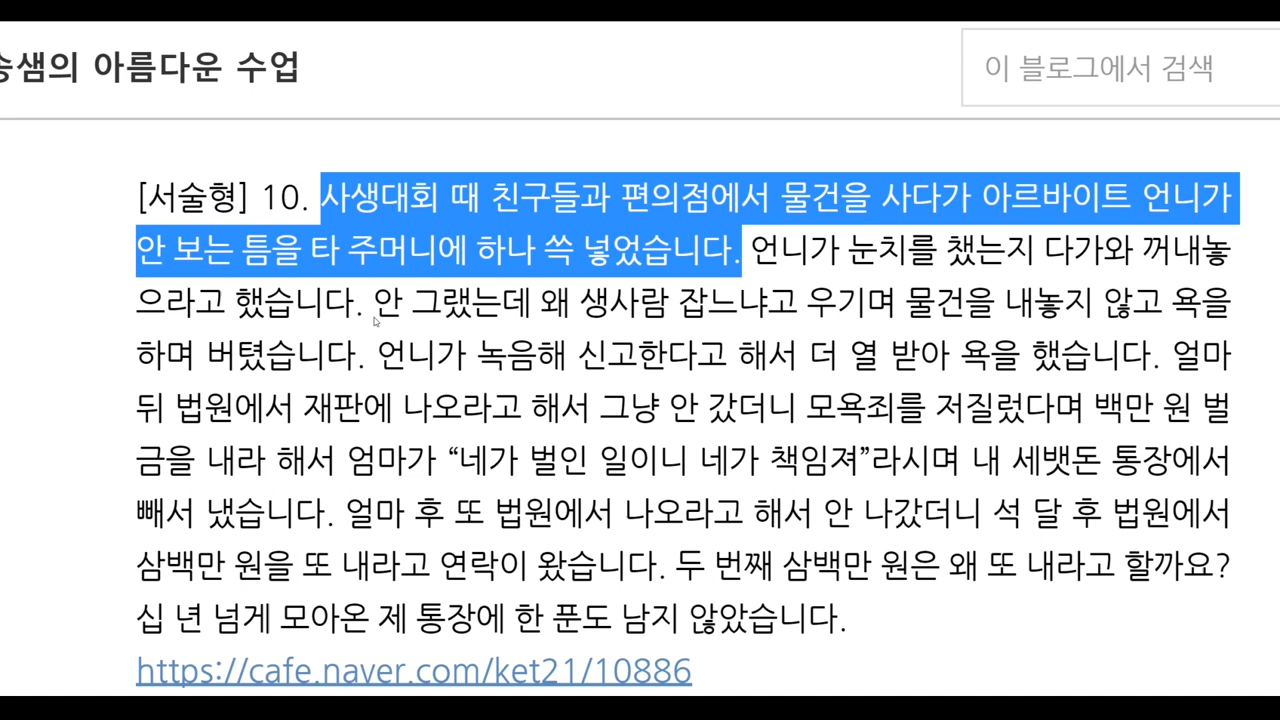 송샘의 아름다운 수업
이 블로그에서 검색
[서술형] 10. 사생대회 때 친구들과 편의점에서 물건을 사다가 아르바이트 언니가
안 보는 틈을 타 주머니에 하나 쓱 넣었습니다. 언니가 눈치를 챘는지 다가와 꺼내놓
으라고 했습니다. 안 그랬는데 왜 생사람 잡느냐고 우기며 물건을 내놓지 않고 욕을
하며 버텼습니다. 언니가 녹음해 신고한다고 해서 더 열 받아 욕을 했습니다. 얼마
뒤 법원에서 재판에 나오라고 해서 그냥 안 갔더니 모욕죄를 저질렀다며 백만 원 벌
금을 내라 해서 엄마가 “네가 벌인 일이니 네가 책임져”라시며 내 세뱃돈 통장에서
빼서 냈습니다. 얼마 후 또 법원에서 나오라고 해서 안 나갔더니 석 달 후 법원에서
삼백만 원을 또 내라고 연락이 왔습니다. 두 번째 삼백만 원은 왜 또 내라고 할까요?
십 년 넘게 모아온 제 통장에 한 푼도 남지 않았습니다.
https://cafe.naver.com/ket21/10886